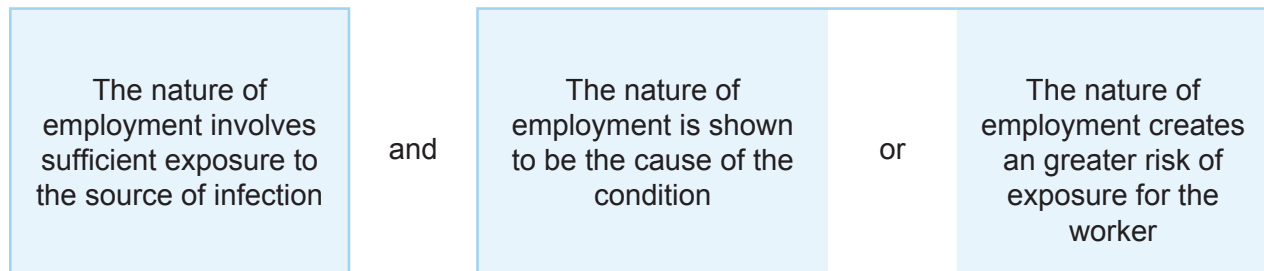 The nature of
employment involves
sufficient exposure to
the source of infection
and
The nature of
employment is shown
to be the cause of the
condition
or
The nature of
employment creates
an greater risk of
exposure for the
worker